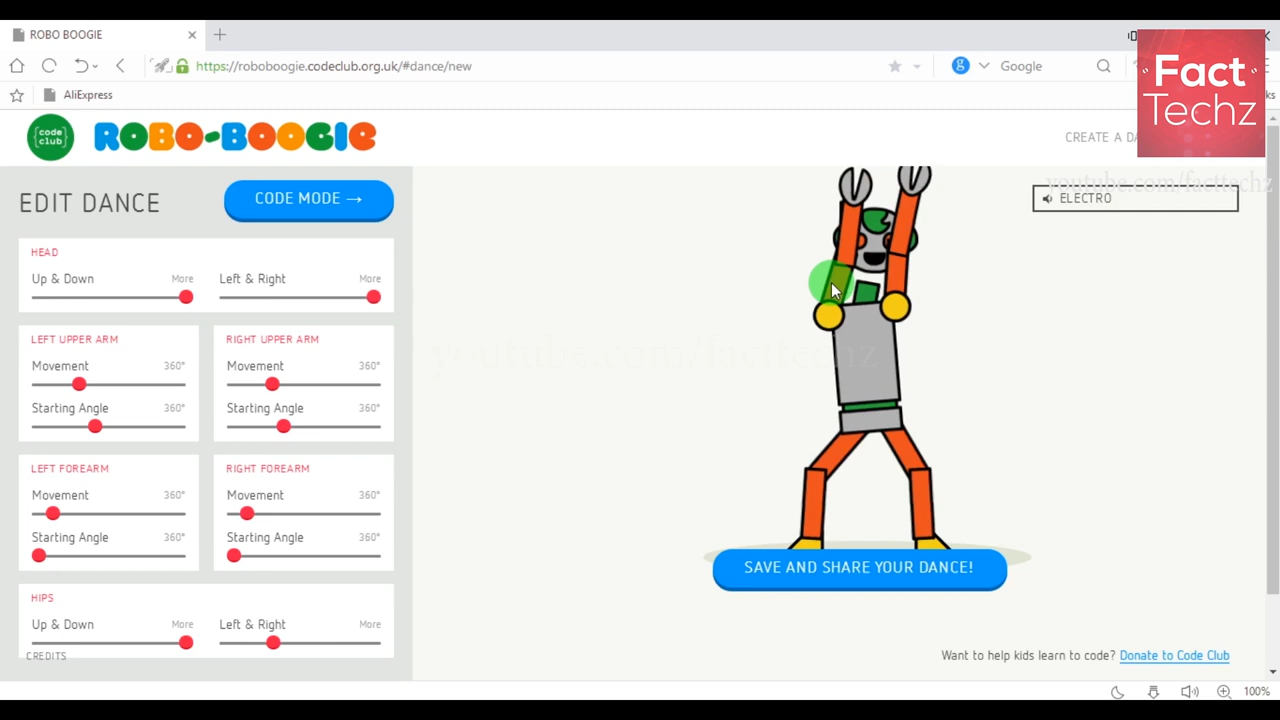 ROBO BOOGIE
https://roboboogie.codeclub.org.uk/#dance/new
Google
AliExpress
Fact
Techz
{code
club}
ROBO-BOOGIE
CREATE A
youtube.com/facttechz
EDIT DANCE
CODE MODE →
ELECTRO
HEAD
Up & Down More Left & Right More
LEFT UPPER ARM RIGHT UPPER ARM
Movement 360° Movement 360°
Starting Angle 360° Starting Angle 360°
youtube.com/facttechz
LEFT FOREARM RIGHT FOREARM
Movement 360° Movement 360°
Starting Angle 360° Starting Angle 360°
SAVE AND SHARE YOUR DANCE!
HIPS
Up & Down More Left & Right More
CREDITS
Want to help kids learn to code? Donate to Code Club
100%